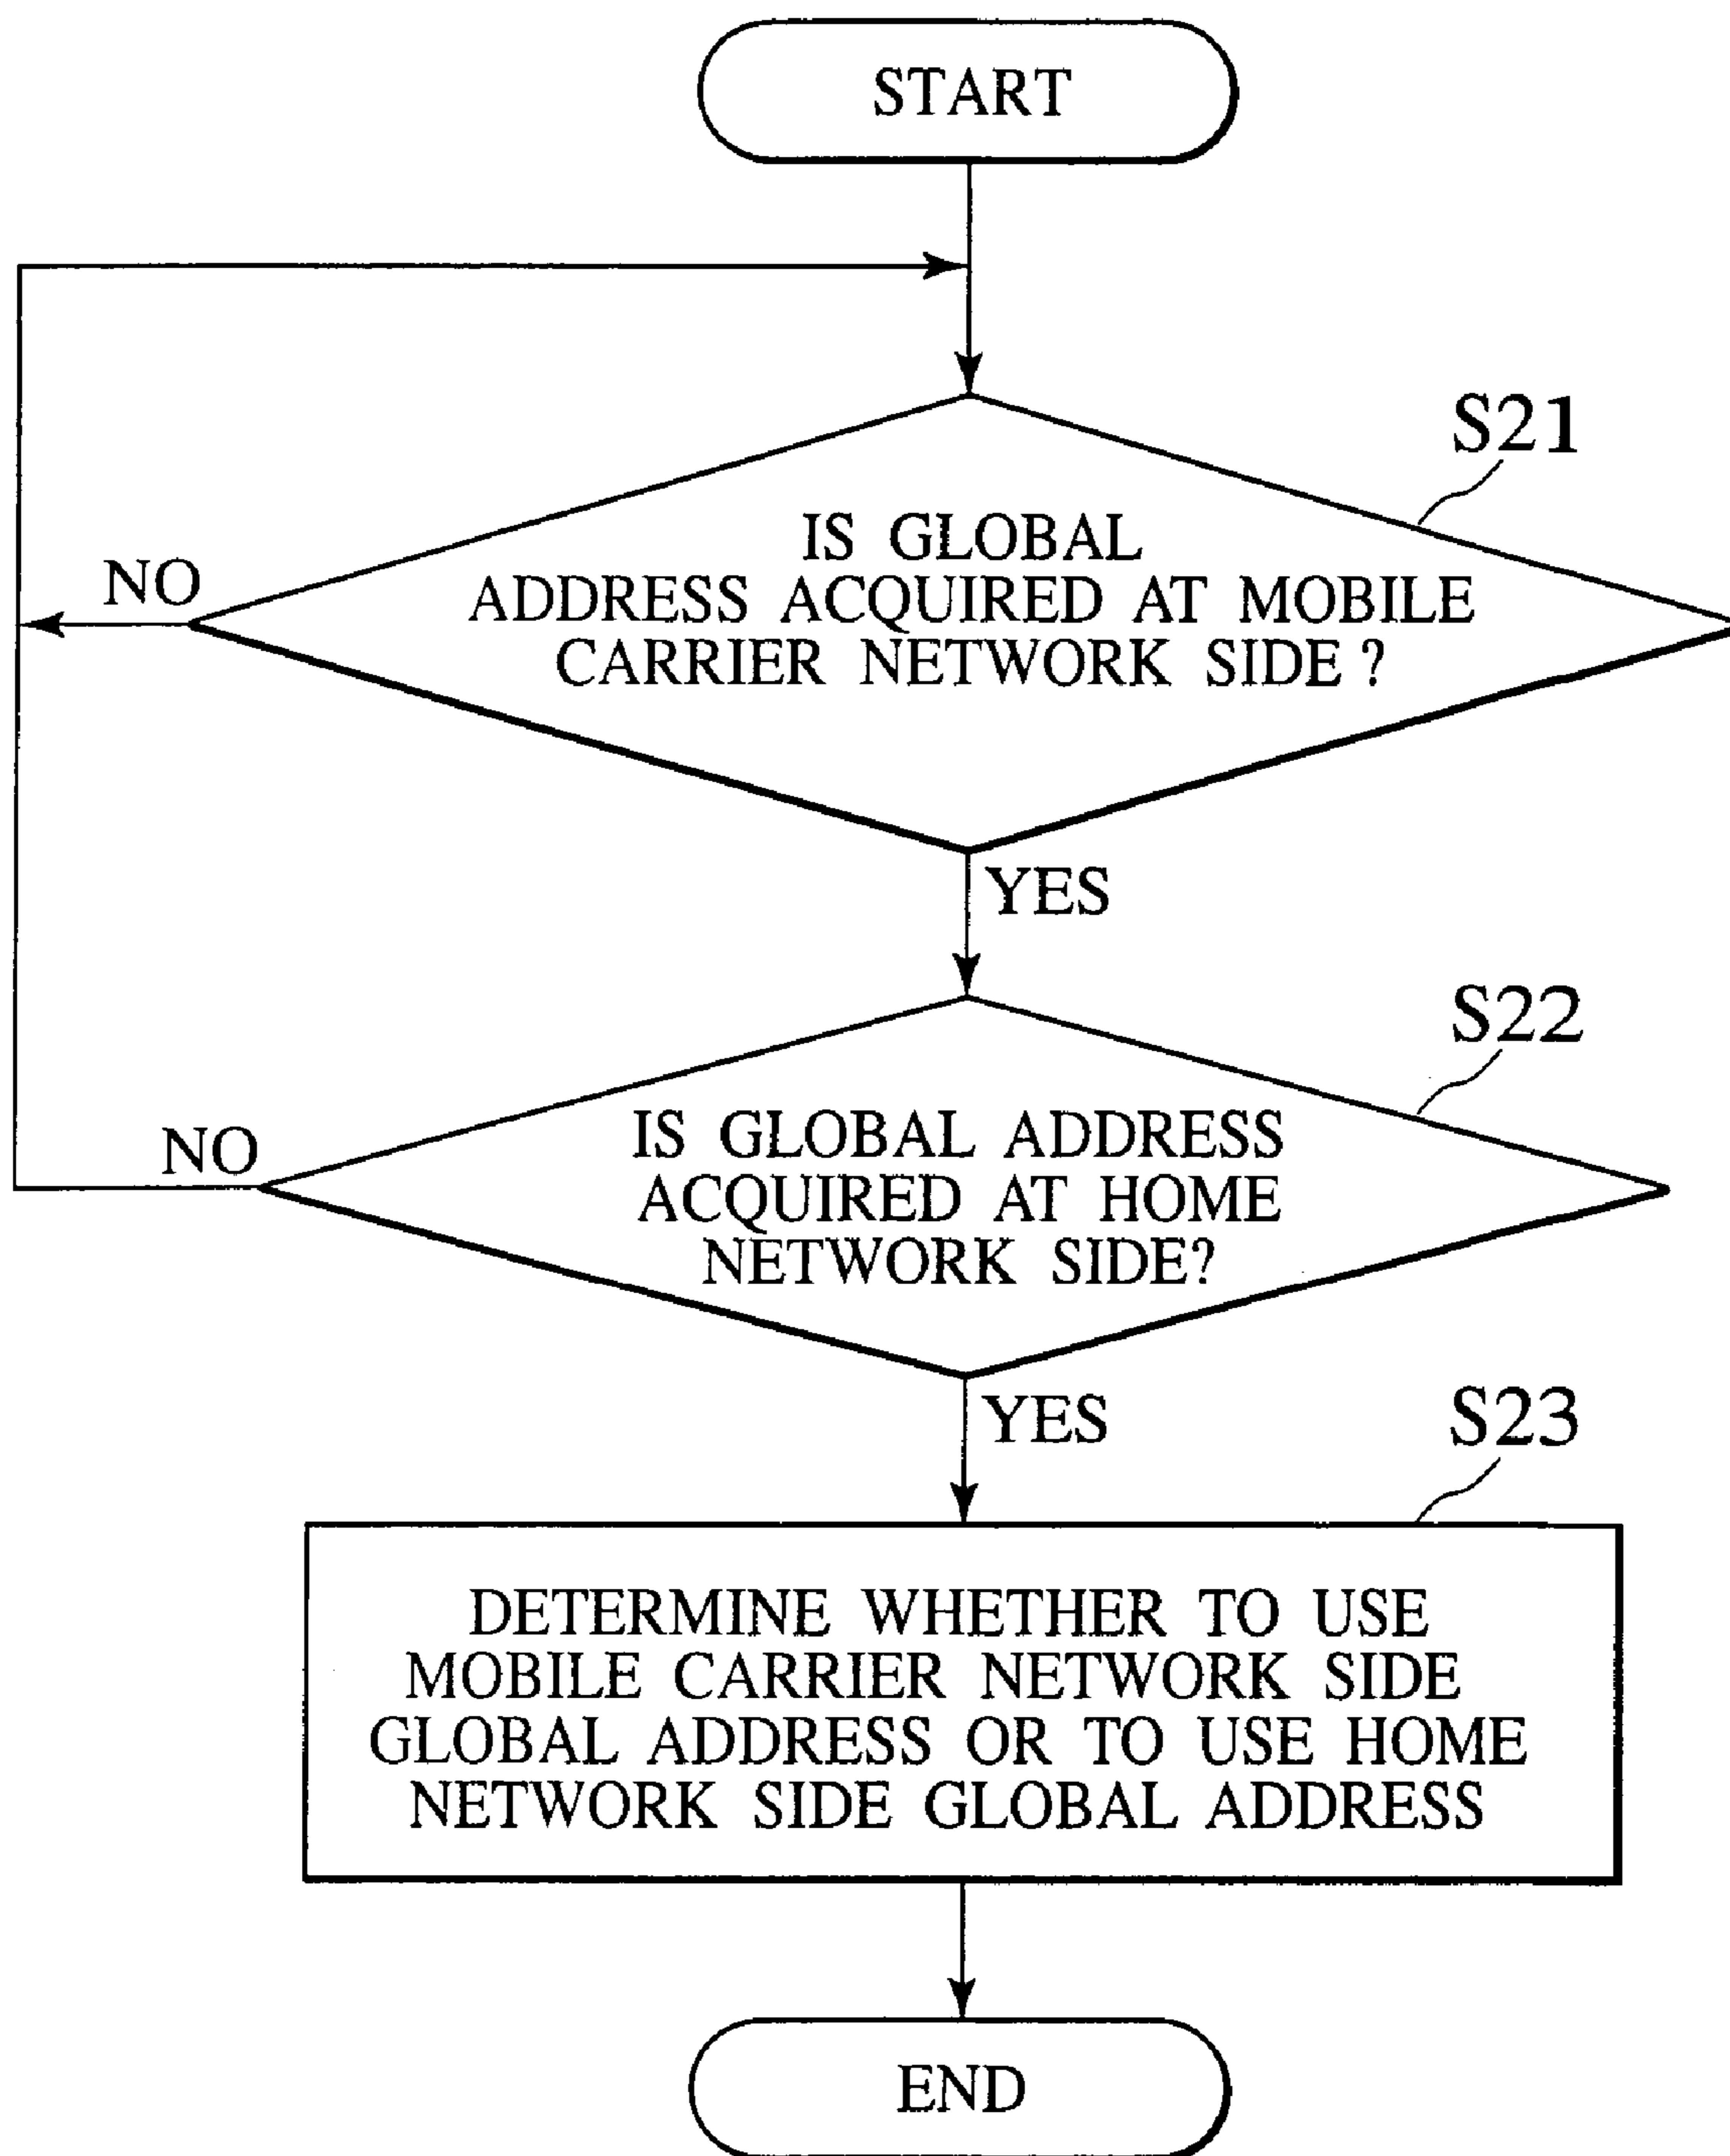 START
S21
IS GLOBAL
ADDRESS ACQUIRED AT MOBILE
CARRIER NETWORK SIDE ?
NO
YES
S22
IS GLOBAL ADDRESS
ACQUIRED AT HOME
NETWORK SIDE?
NO
YES
S23
DETERMINE WHETHER TO USE
MOBILE CARRIER NETWORK SIDE
GLOBAL ADDRESS OR TO USE HOME
NETWORK SIDE GLOBAL ADDRESS
END